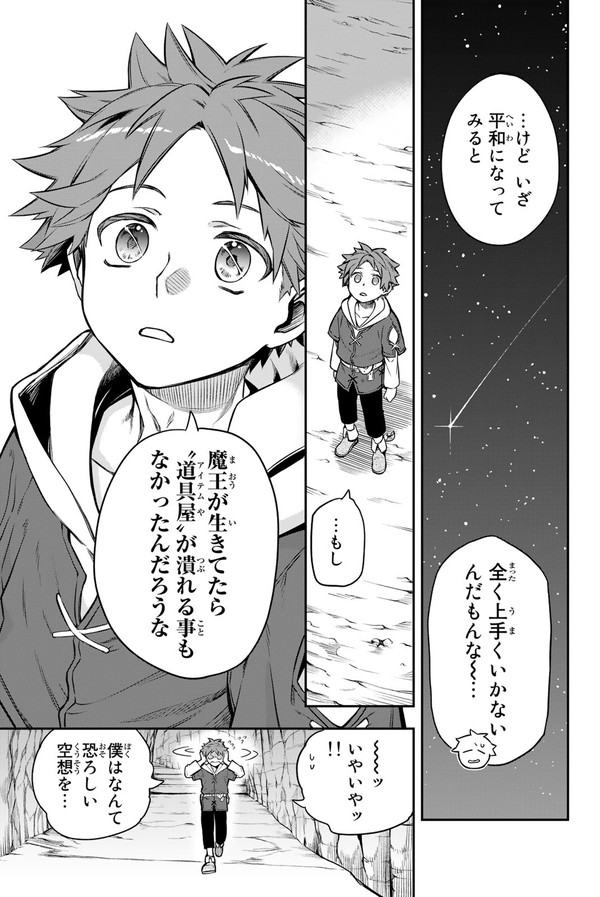 …けど いざ
平和になって
みると
全く上手くいかない
んだもんな〜…
…もし
魔王が生きてたら
〝道具屋〟が潰れる事も
なかったんだろうな
〜〜ッ
いやいやッ
!!
僕はなんて
恐ろしい
空想を…